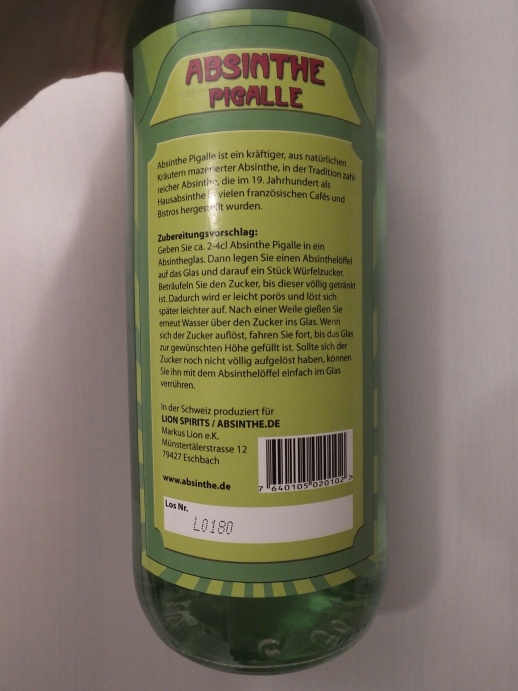 ABSINTHE
PIGALLE
Absinthe Pigalle ist ein kräftiger, aus natürlichen
Kräutern mazerierter Absinthe, in der Tradition zahl-
reicher Absinthe, die im 19. Jahrhundert als
Hausabsinthe in vielen französischen Cafés und
Bistros hergestellt wurden.
Zubereitungsvorschlag:
Geben Sie ca. 2-4cl Absinthe Pigalle in ein
Absintheglas. Dann legen Sie einen Absinthelöffel
auf das Glas und darauf ein Stück Würfelzucker.
Beträufeln Sie den Zucker, bis dieser völlig getränkt
ist. Dadurch wird er leicht porös und löst sich
später leichter auf. Nach einer Weile gießen Sie
erneut Wasser über den Zucker ins Glas. Wenn
sich der Zucker auflöst, fahren Sie fort, bis das Glas
zur gewünschten Höhe gefüllt ist. Sollte sich der
Zucker noch nicht völlig aufgelöst haben, können
Sie ihn mit dem Absinthelöffel einfach im Glas
verrühren.
In der Schweiz produziert für
LION SPIRITS / ABSINTHE.DE
Markus Lion e.K.
Münstertälerstrasse 12
79427 Eschbach
www.absinthe.de
7 640105 020102 >
Los Nr.
L0180